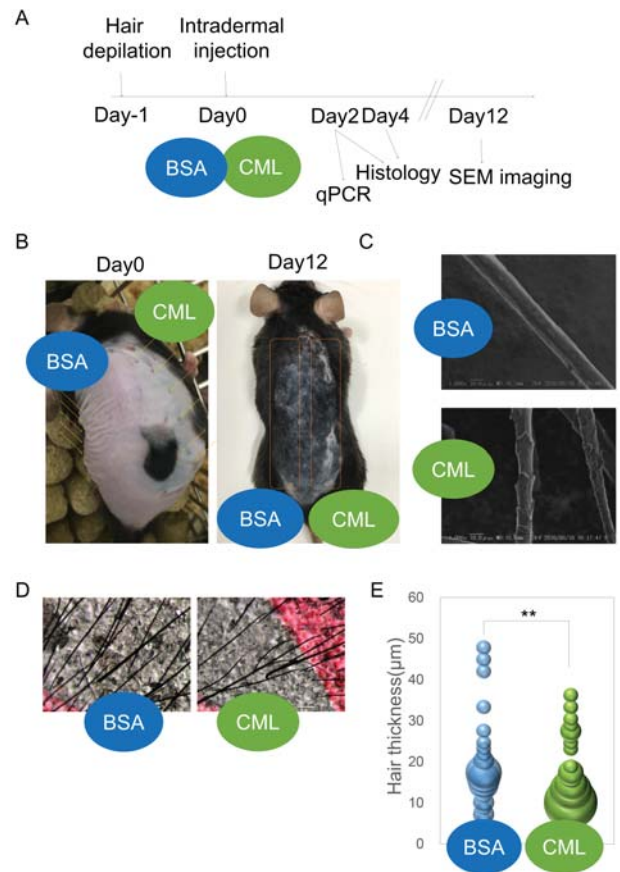 A
Hair
depilation
Intradermal
injection
Day-1
Day0
Day2
Day4
Day12
BSA
CML
qPCR
Histology
SEM imaging
B
Day0
Day12
BSA
CML
BSA
CML
C
BSA
CML
D
BSA
CML
E
Hair thickness(μm)
60
50
40
30
20
10
0
**
BSA
CML